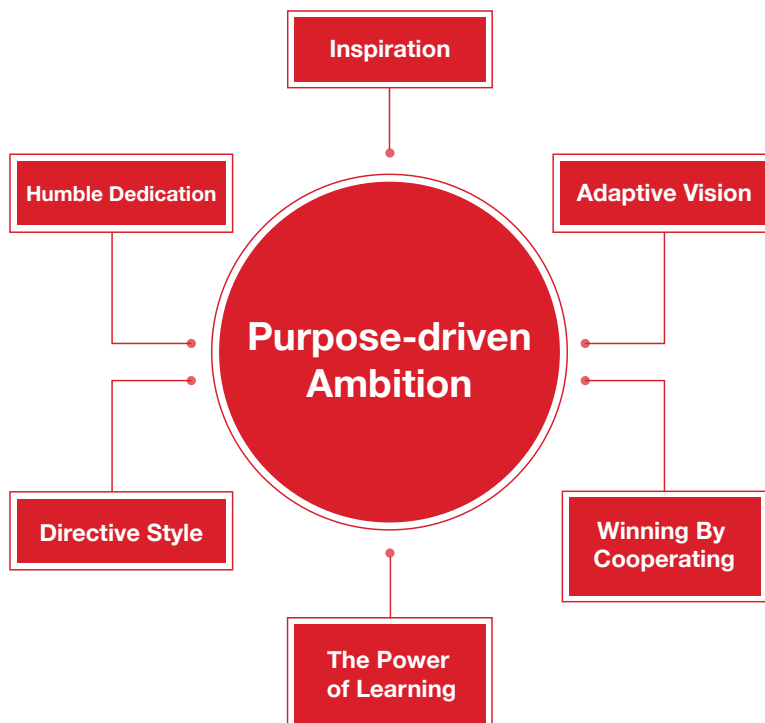 Inspiration
Humble Dedication
Adaptive Vision
Purpose-driven
Ambition
Directive Style
Winning By
Cooperating
The Power
of Learning